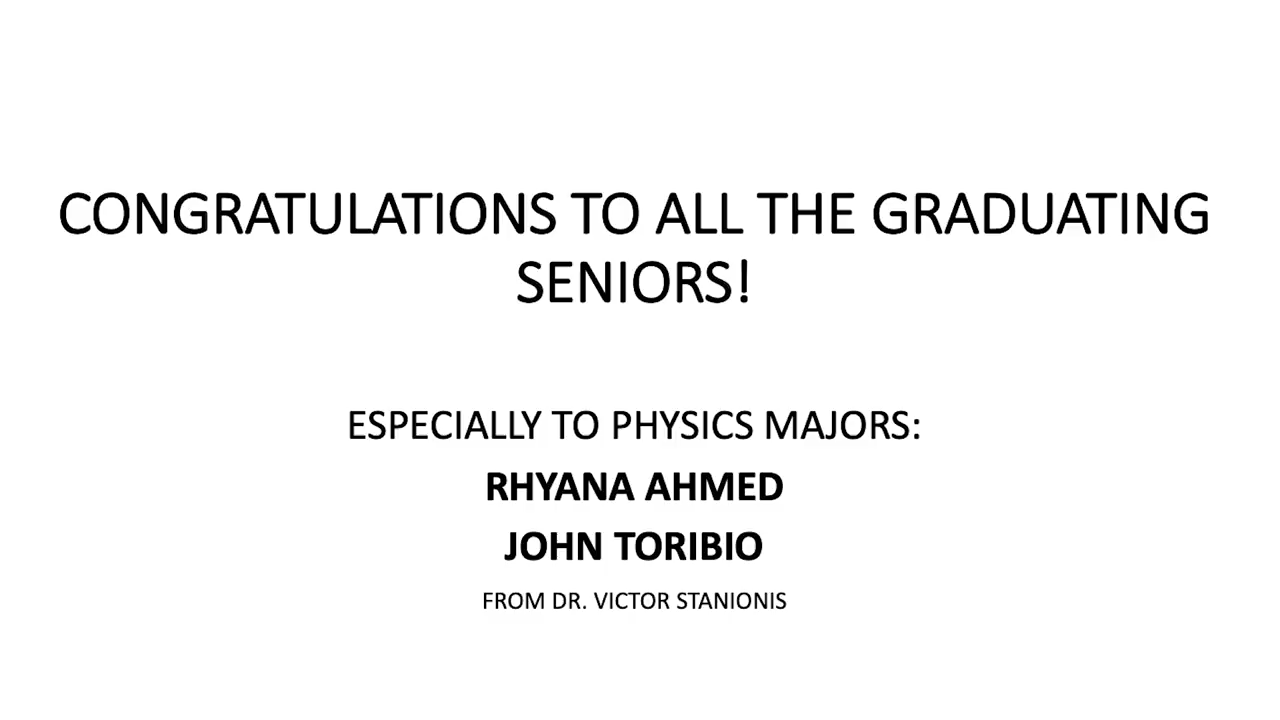 CONGRATULATIONS TO ALL THE GRADUATING
SENIORS!
ESPECIALLY TO PHYSICS MAJORS:
RHYANA AHMED
JOHN TORIBIO
FROM DR. VICTOR STANIONIS